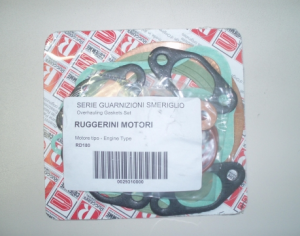 SERIE GUARNIZIONI SMERIGLIO
Overhauling Gaskets Set
RUGGERINI MOTORI
Motore tipo - Engine Type
RD180